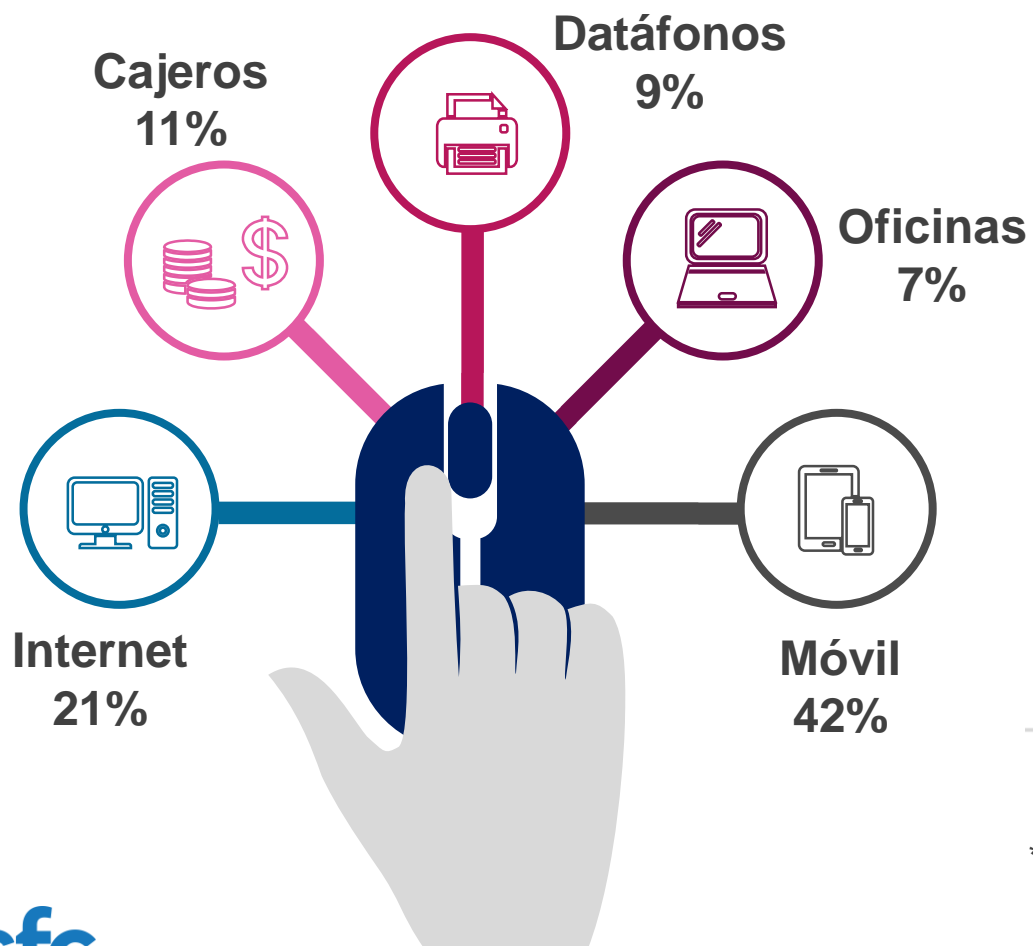 Datáfonos
9%
Cajeros
11%
Oficinas
7%
Internet
21%
Móvil
42%
*